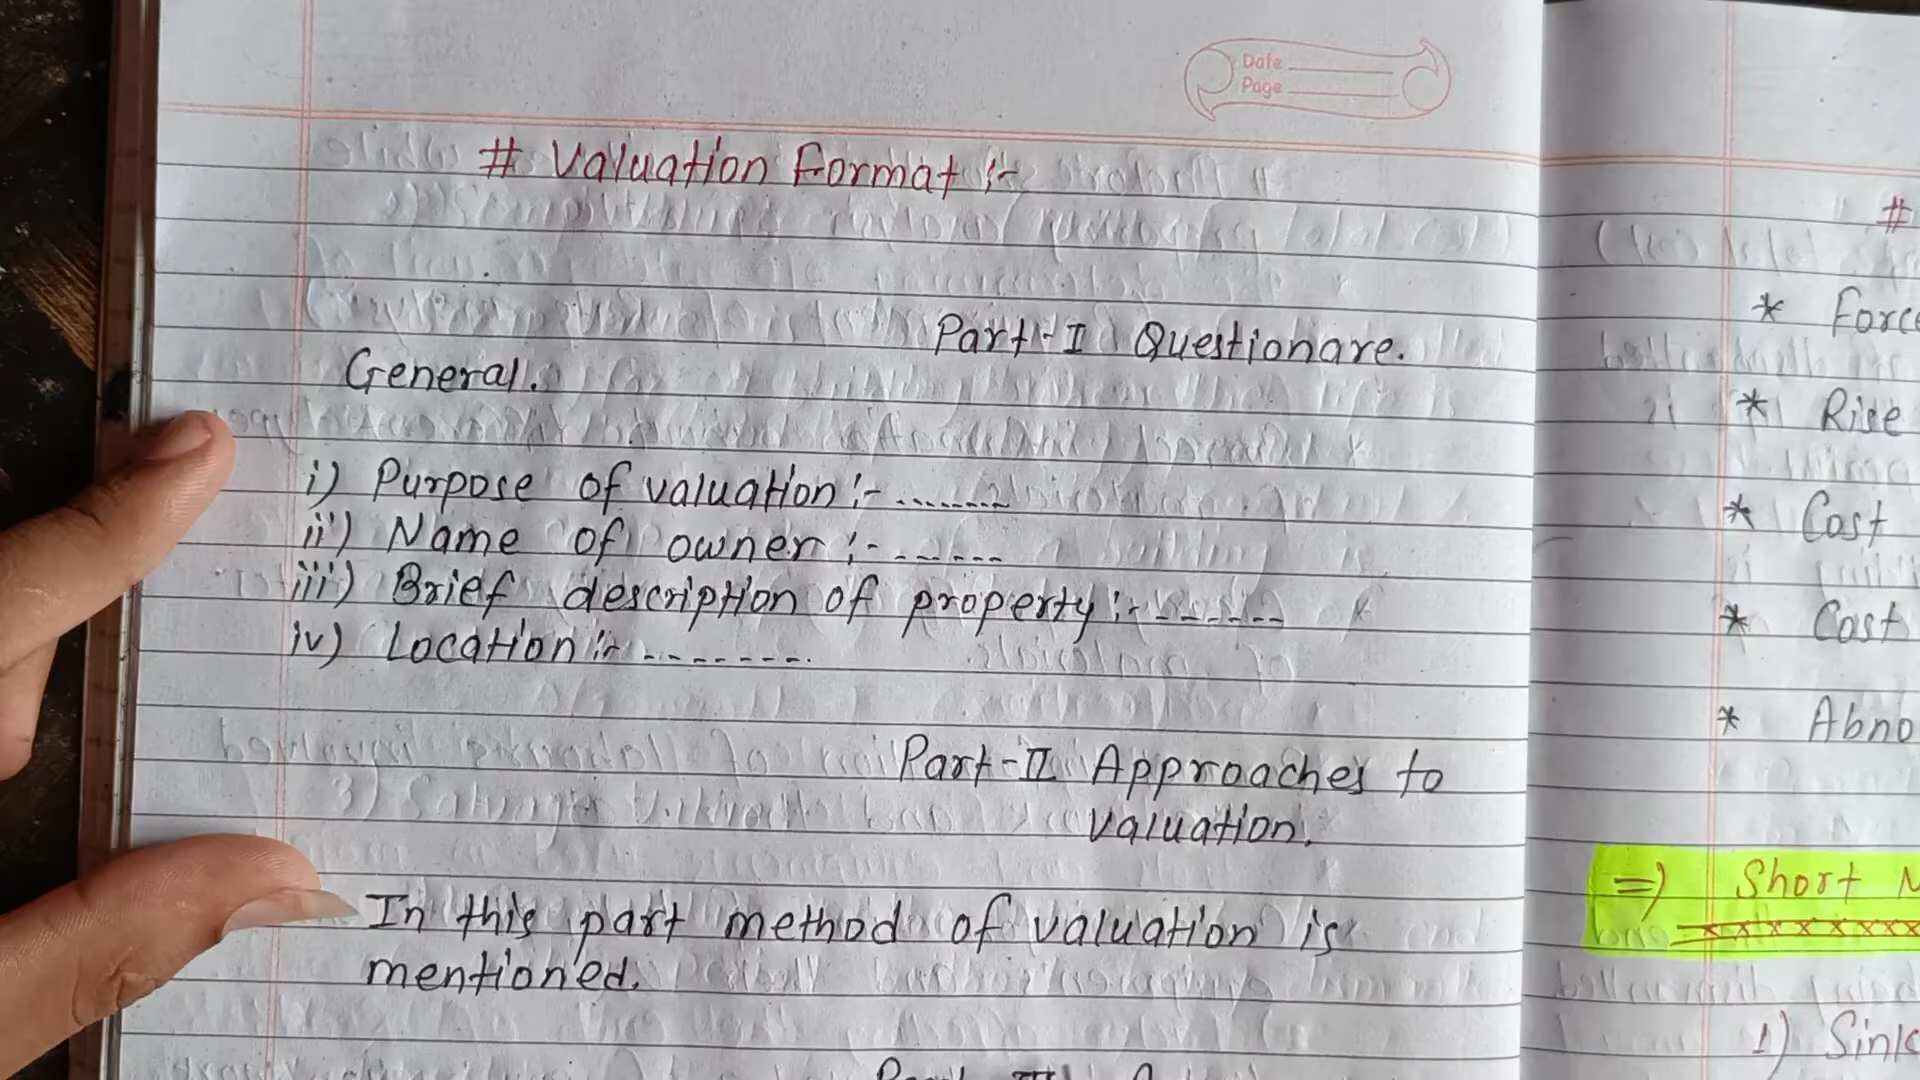 Date
Page
# Valuation Format :-
Part-I Questionare.
General.
i) Purpose of valuation :- ........
ii) Name of owner :- -------
iii) Brief description of property :- ------
iv) Location :- -------.
Part-II Approaches to
valuation.
In this part method of valuation is
mentioned.
#
* Force
* Rise
* Cost
* Cost
* Abno
=) Short N
1) Sink